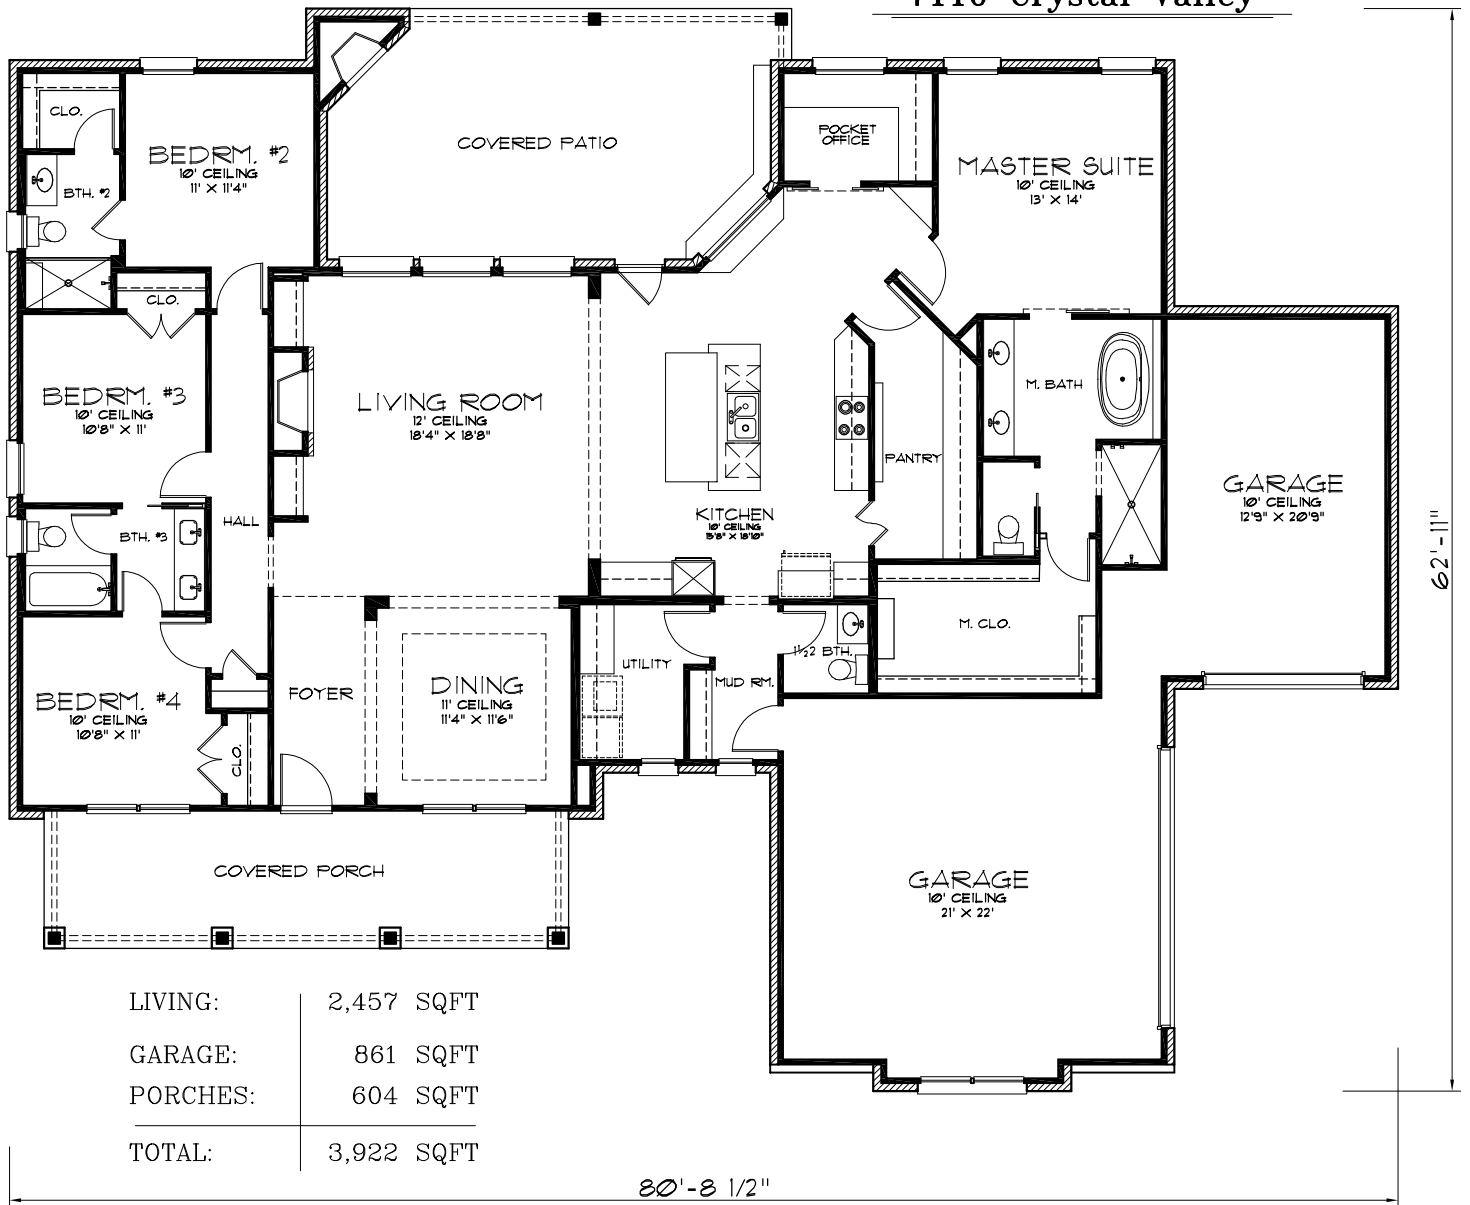 Crystal Valley
CLO.
BEDRM. #2
10' CEILING
11' X 11'4"
BTH. #2
COVERED PATIO
POCKET
OFFICE
MASTER SUITE
10' CEILING
13' X 14'
CLO.
BEDRM. #3
10' CEILING
10'8" X 11'
LIVING ROOM
12' CEILING
18'4" X 18'8"
M. BATH
PANTRY
GARAGE
10' CEILING
12'9" X 20'9"
HALL
BTH. #3
KITCHEN
10' CEILING
62'-11"
M. CLO.
UTILITY
1/2 BTH.
MUD RM.
BEDRM. #4
10' CEILING
10'8" X 11'
FOYER
DINING
11' CEILING
11'4" X 11'6"
CLO.
COVERED PORCH
GARAGE
10' CEILING
21' X 22'
LIVING: 2,457 SQFT
GARAGE: 861 SQFT
PORCHES: 604 SQFT
TOTAL: 3,922 SQFT
80'-8 1/2"